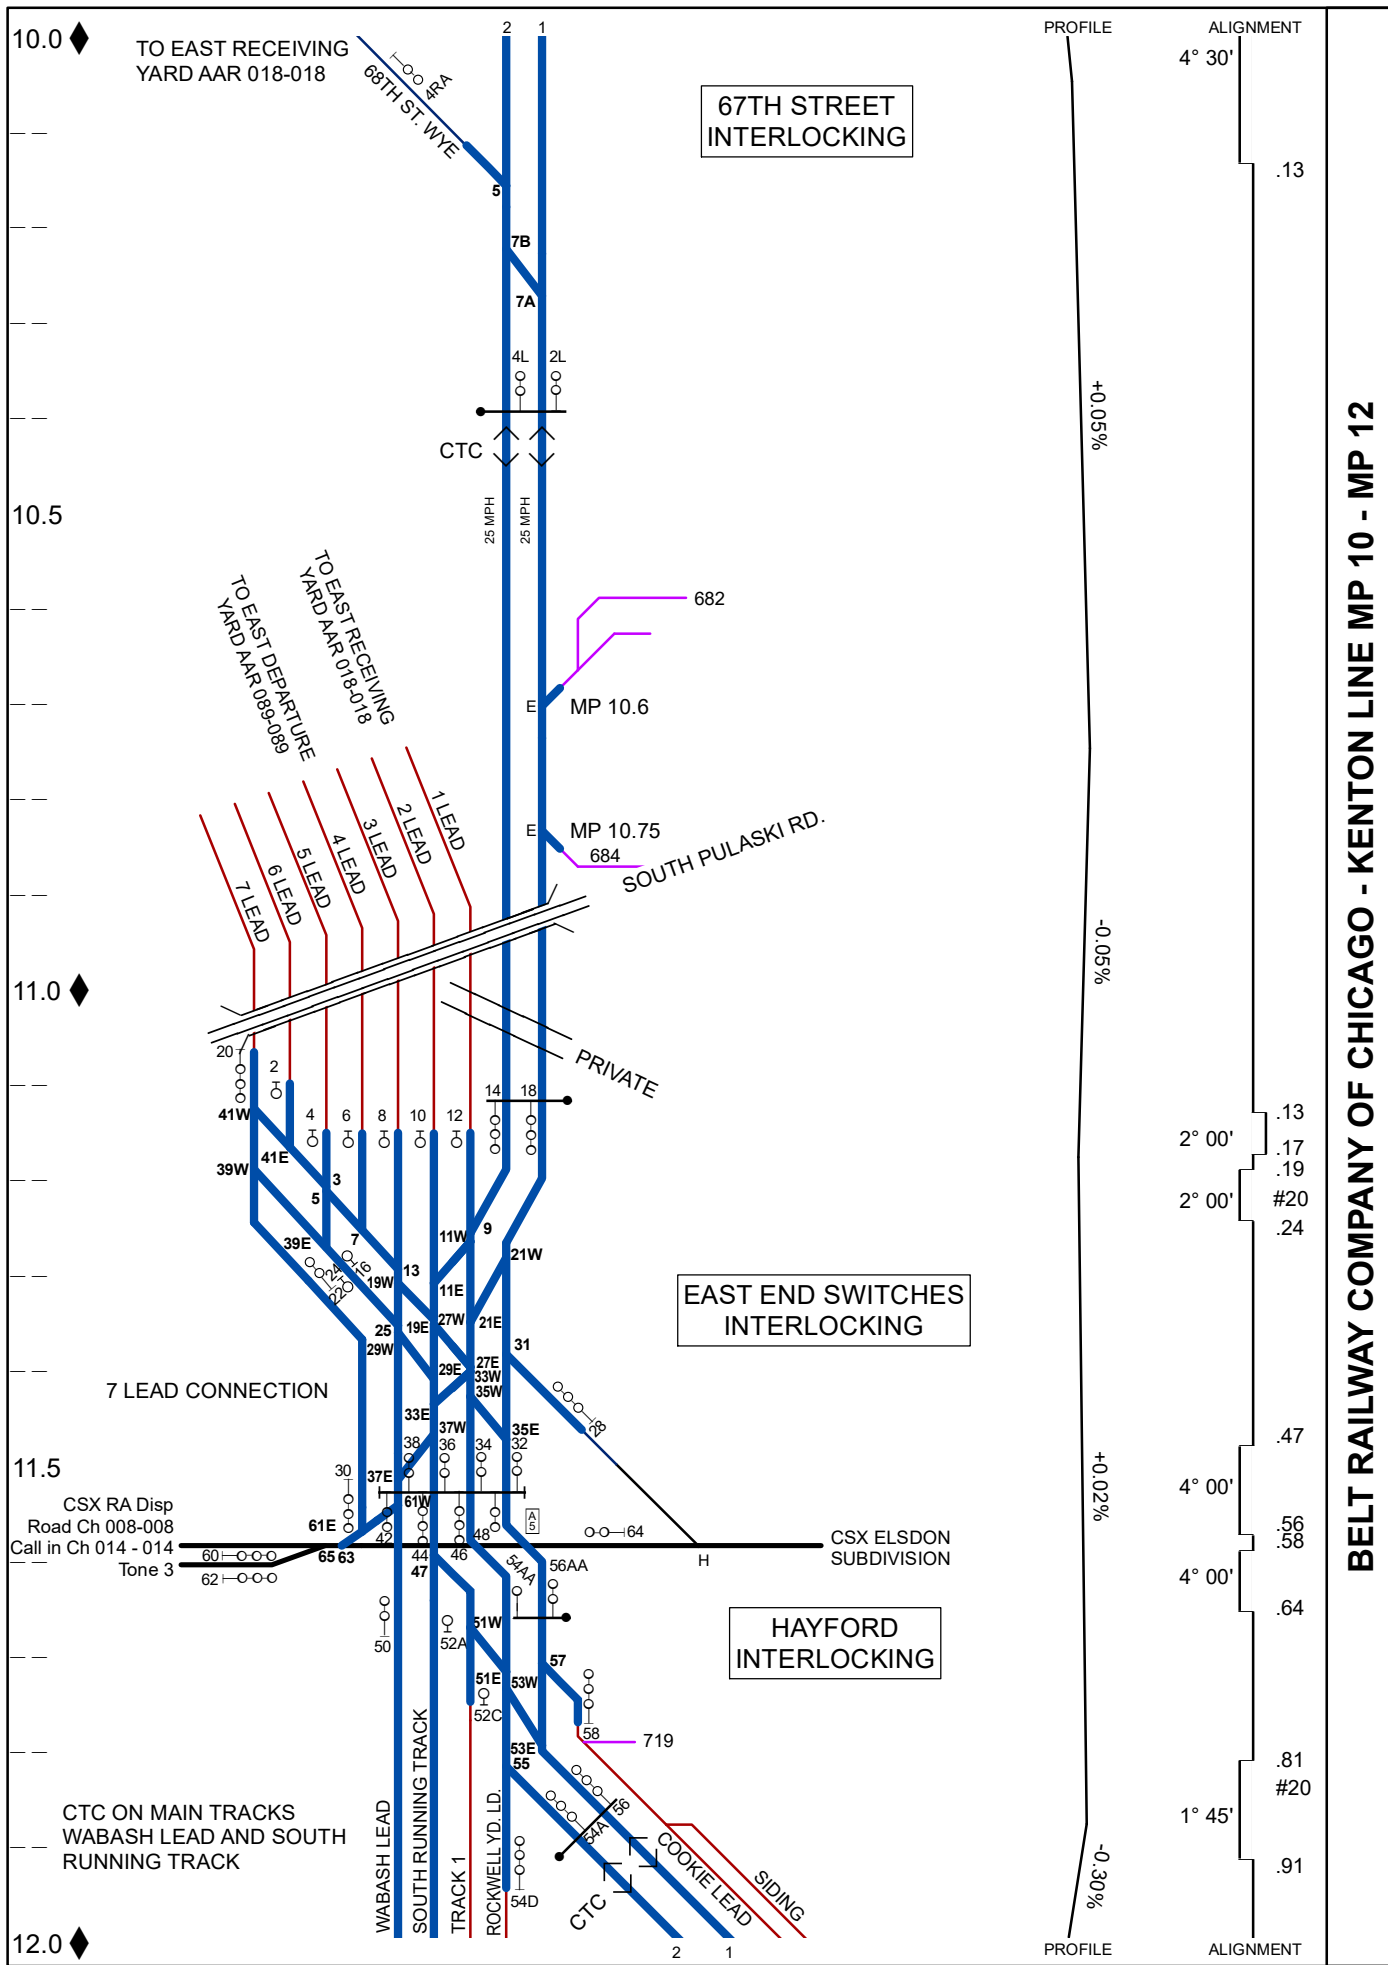 10.0
TO EAST RECEIVING
YARD AAR 018-018
4RA
68TH ST. WYE
2
1
PROFILE
ALIGNMENT
4° 30'
67TH STREET
INTERLOCKING
.13
5
7B
7A
4L
2L
CTC
+0.05%
10.5
25 MPH
25 MPH
TO EAST DEPARTURE
YARD AAR 089-089
TO EAST RECEIVING
YARD AAR 018-018
682
E
MP 10.6
E
MP 10.75
684
SOUTH PULASKI RD.
7 LEAD
6 LEAD
5 LEAD
4 LEAD
3 LEAD
2 LEAD
1 LEAD
-0.05%
11.0
PRIVATE
20
2
4
6
8
10
12
14
18
41W
41E
39W
3
5
.13
2° 00'
.17
.19
2° 00'
#20
.24
39E
7
11W
9
21W
24
16
22
19W
13
11E
25
19E
27W
21E
29W
31
29E
27E
33W
35W
EAST END SWITCHES
INTERLOCKING
7 LEAD CONNECTION
33E
37W
35E
28
38
36
34
32
.47
11.5
30
37E
61W
+0.02%
4° 00'
CSX RA Disp
Road Ch 008-008
Call in Ch 014 - 014
Tone 3
61E
42
48
A
5
64
CSX ELSDON
SUBDIVISION
.56
.58
60
62
65
63
44
46
47
54AA
56AA
H
4° 00'
.64
50
52A
51W
HAYFORD
INTERLOCKING
51E
53W
57
52C
58
719
53E
55
.81
#20
1° 45'
.91
CTC ON MAIN TRACKS
WABASH LEAD AND SOUTH
RUNNING TRACK
WABASH LEAD
SOUTH RUNNING TRACK
TRACK 1
ROCKWELL YD. LD.
54A
56
54D
CTC
COOKIE LEAD
SIDING
-0.30%
12.0
2
1
PROFILE
ALIGNMENT
BELT RAILWAY COMPANY OF CHICAGO - KENTON LINE MP 10 - MP 12